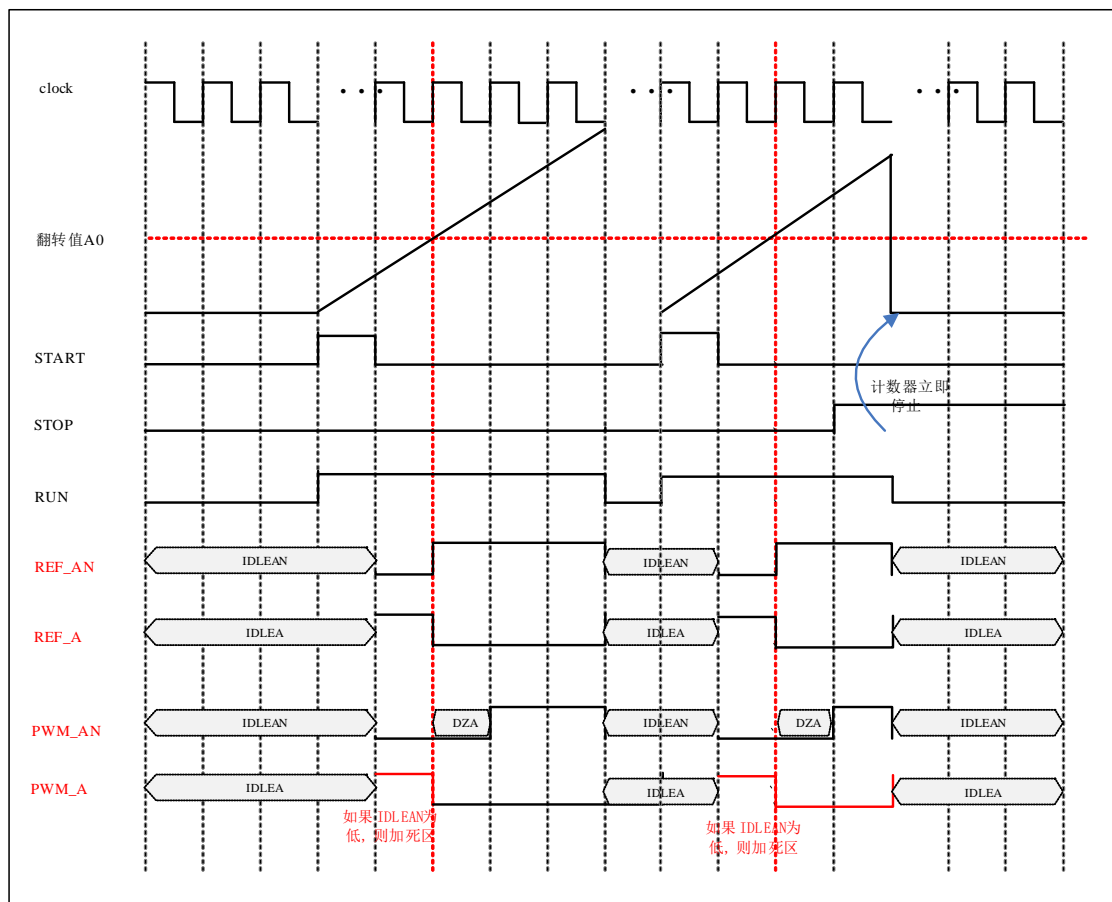 clock
翻转值A0
START
计数器立即
停止
STOP
RUN
REF_AN
IDLEAN
IDLEAN
IDLEAN
REF_A
IDLEA
IDLEA
IDLEA
PWM_AN
IDLEAN
DZA
IDLEAN
DZA
IDLEAN
PWM_A
IDLEA
IDLEA
IDLEA
如果 IDLEAN为
低, 则加死区
如果 IDLEAN为
低, 则加死区